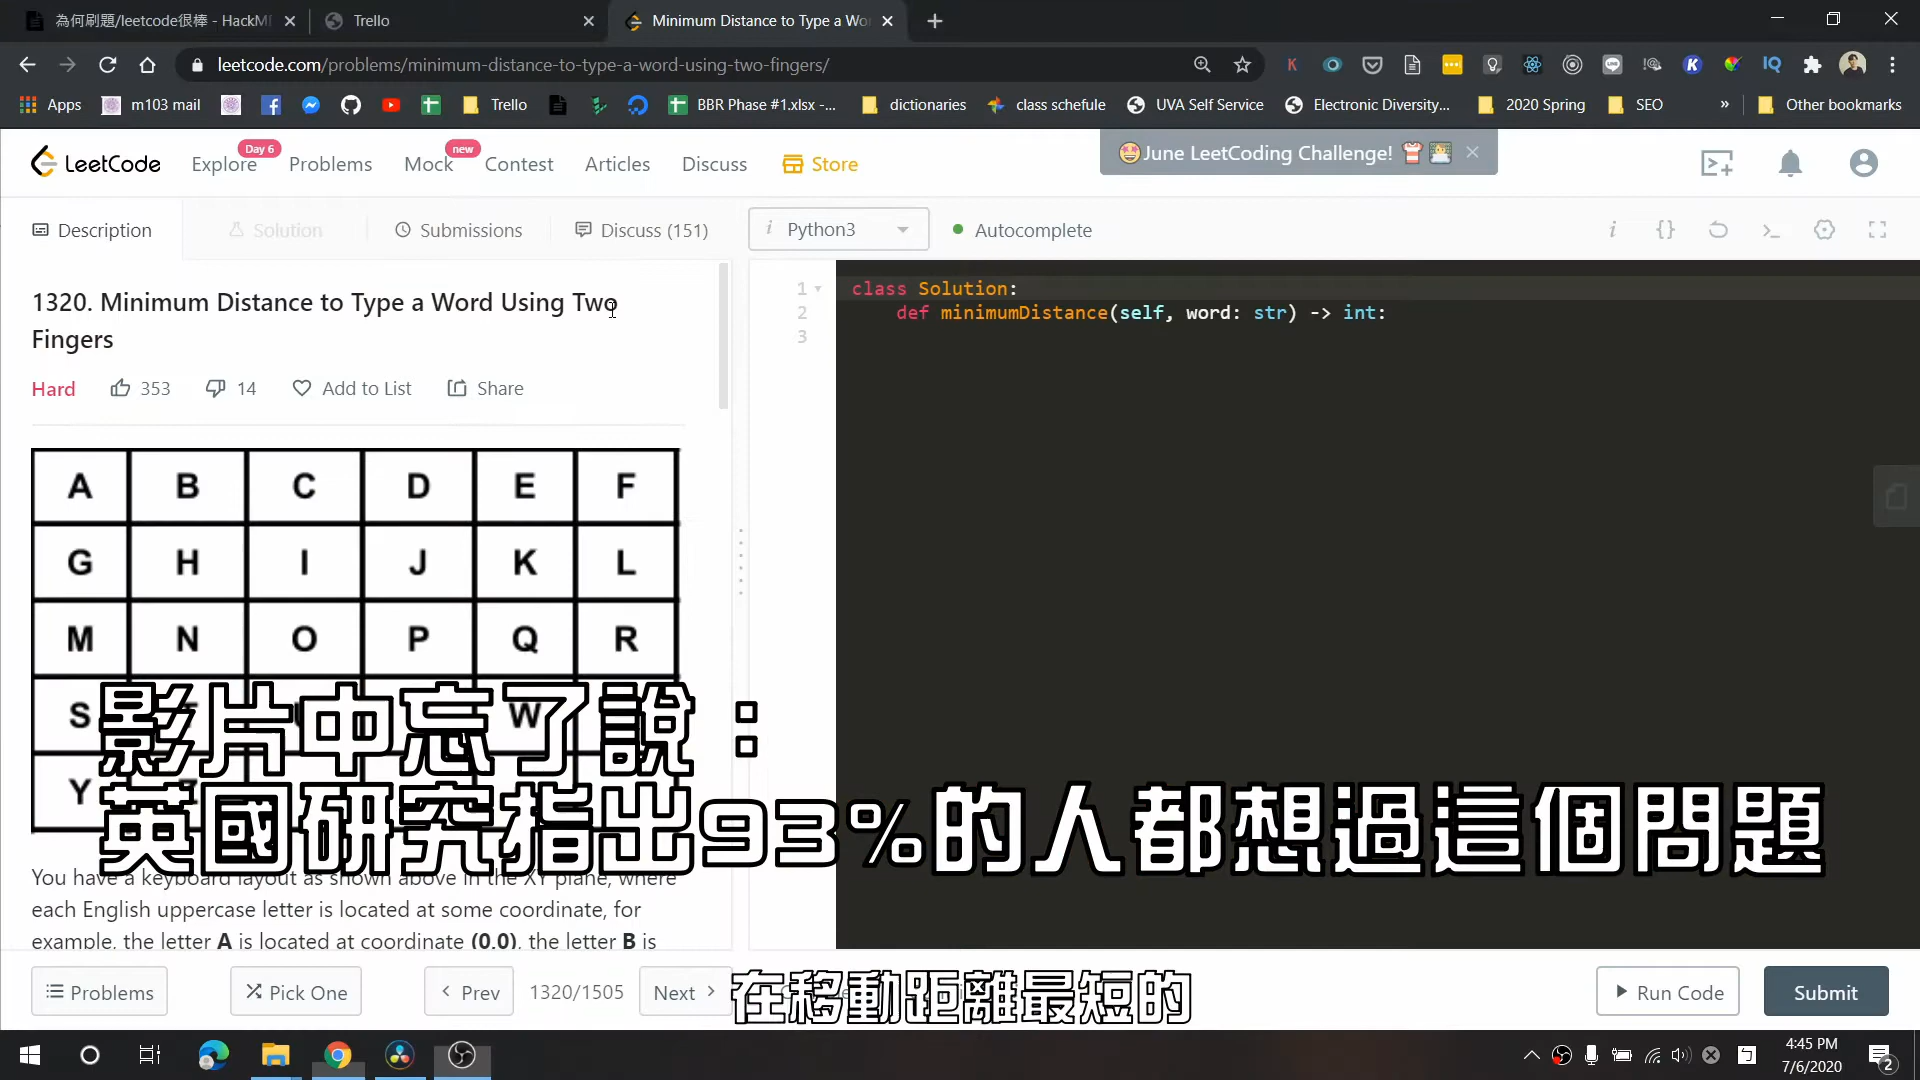 為何刷題/leetcode很棒 - HackM
Trello
Minimum Distance to Type a Wo
leetcode.com/problems/minimum-distance-to-type-a-word-using-two-fingers/
Apps
m103 mail
Trello
BBR Phase #1.xlsx -...
dictionaries
class schefule
UVA Self Service
Electronic Diversity...
2020 Spring
SEO
»
Other bookmarks
LeetCode
Explore
Day 6
Problems
Mock
new
Contest
Articles
Discuss
Store
June LeetCoding Challenge!
Description
Solution
Submissions
Discuss (151)
Python3
Autocomplete
1320. Minimum Distance to Type a Word Using Two
Fingers
Hard
353
14
Add to List
Share
A B C D E F
G H I J K L
M N O P Q R
S W
Y
1 class Solution:
2 def minimumDistance(self, word: str) -> int:
3
影片中忘了說：
英國研究指出93%的人都想過這個問題
You have a keyboard layout as shown above in the XY plane, where
each English uppercase letter is located at some coordinate, for
example, the letter A is located at coordinate (0,0), the letter B is
Problems
Pick One
Prev
1320/1505
Next
在移動距離最短的
Run Code
Submit
4:45 PM
7/6/2020
2